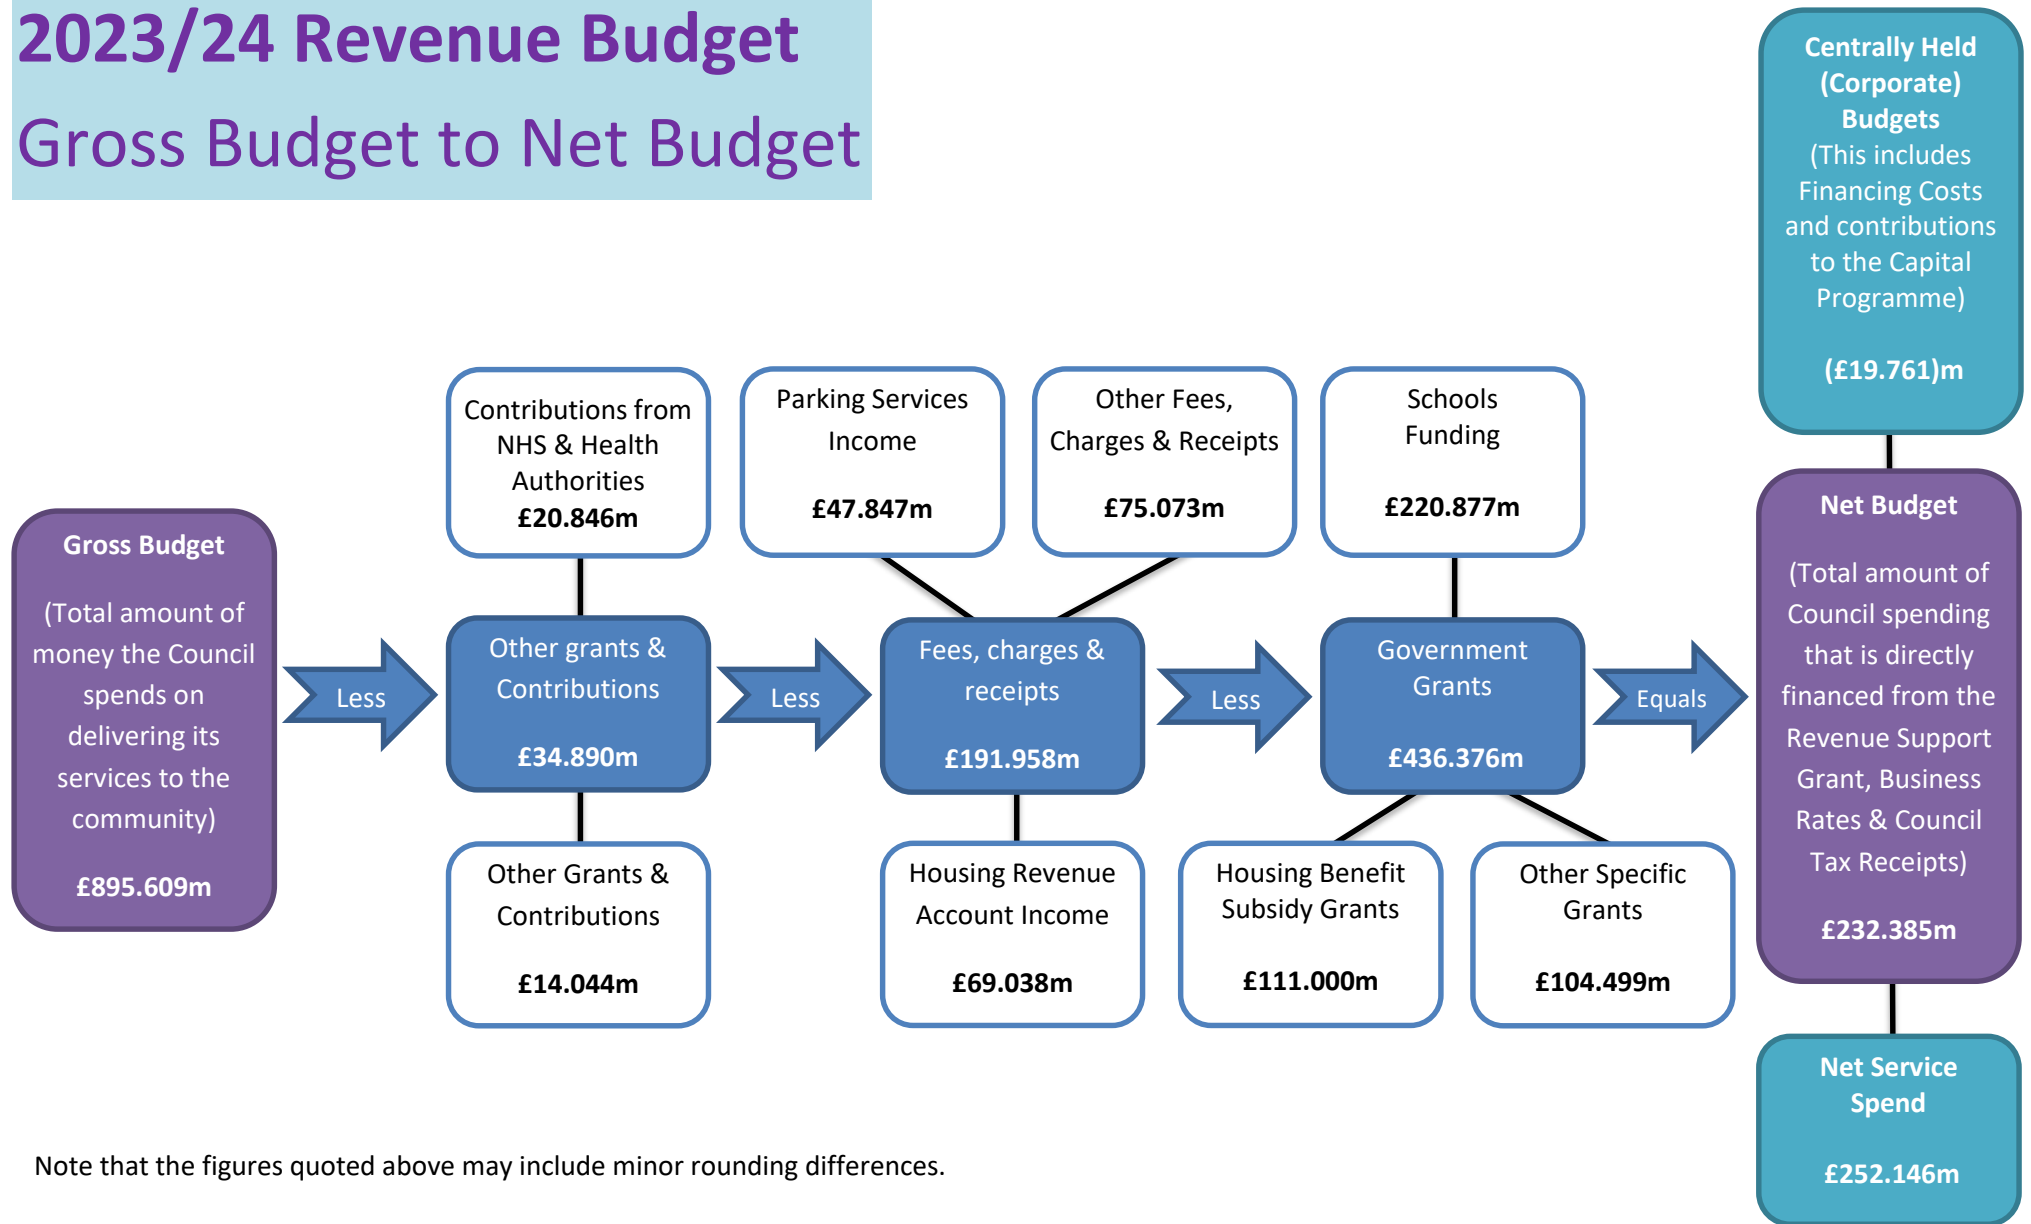 2023/24 Revenue Budget
Gross Budget to Net Budget
Centrally Held
(Corporate)
Budgets
(This includes
Financing Costs
and contributions
to the Capital
Programme)
(£19.761)m
Gross Budget
(Total amount of
money the Council
spends on
delivering its
services to the
community)
£895.609m
Less
Contributions from
NHS & Health
Authorities
£20.846m
Other grants &
Contributions
£34.890m
Other Grants &
Contributions
£14.044m
Less
Parking Services
Income
£47.847m
Other Fees,
Charges & Receipts
£75.073m
Fees, charges &
receipts
£191.958m
Housing Revenue
Account Income
£69.038m
Less
Schools
Funding
£220.877m
Government
Grants
£436.376m
Housing Benefit
Subsidy Grants
£111.000m
Other Specific
Grants
£104.499m
Equals
Net Budget
(Total amount of
Council spending
that is directly
financed from the
Revenue Support
Grant, Business
Rates & Council
Tax Receipts)
£232.385m
Net Service
Spend
£252.146m
Note that the figures quoted above may include minor rounding differences.